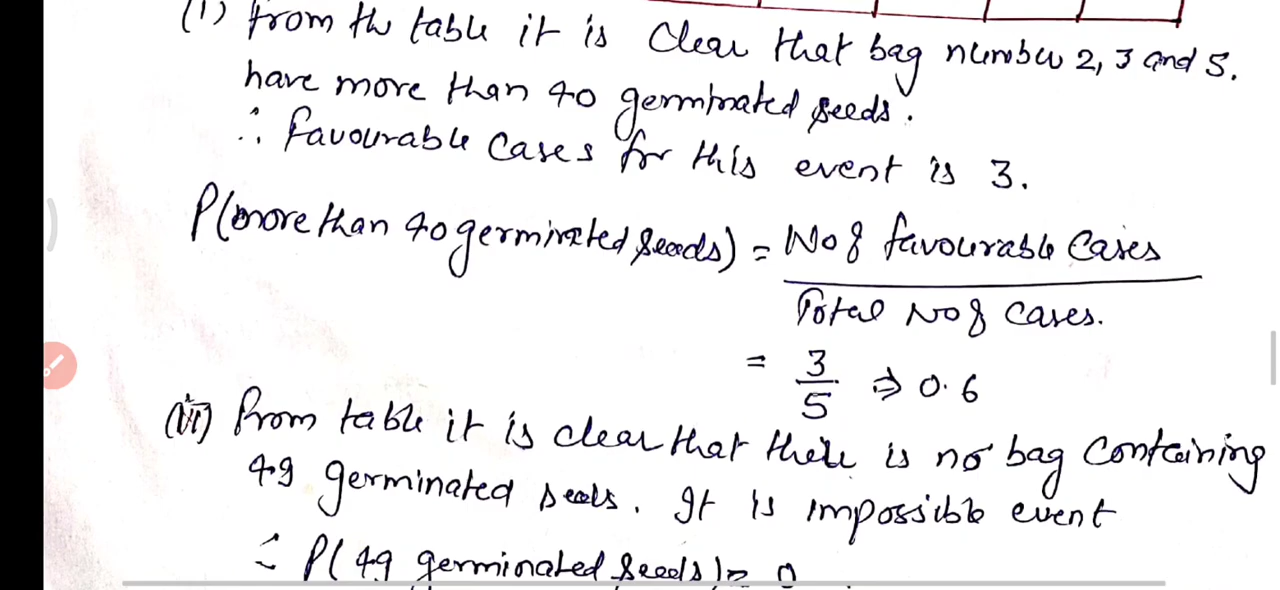 (i) from the table it is clear that bag number 2, 3 and 5.
have more than 40 germinated seeds.
∴ favourable cases for this event is 3.
P(more than 40 germinated seeds) = No of favourable cases
Total No of cases.
= 3/5 ⇒ 0.6
(iii) from table it is clear that there is no bag containing
49 germinated seeds. It is impossible event
∴ P(49 germinated seeds) = 0